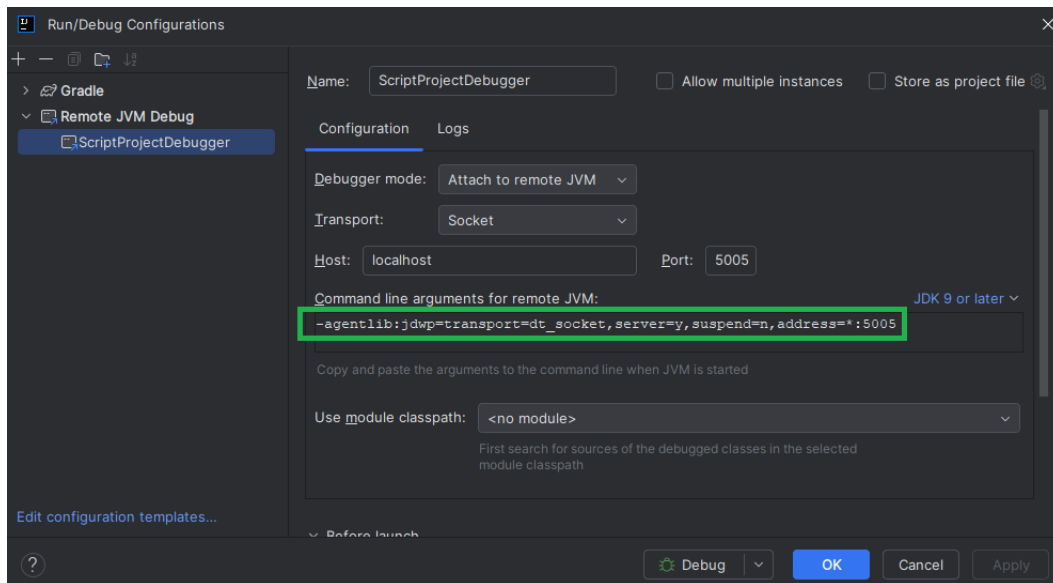 Run/Debug Configurations
Gradle
Remote JVM Debug
ScriptProjectDebugger
Name: ScriptProjectDebugger Allow multiple instances Store as project file
Configuration Logs
Debugger mode: Attach to remote JVM
Transport: Socket
Host: localhost Port: 5005
Command line arguments for remote JVM: JDK 9 or later
-agentlib:jdwp=transport=dt_socket,server=y,suspend=n,address=*:5005
Copy and paste the arguments to the command line when JVM is started
Use module classpath: <no module>
First search for sources of the debugged classes in the selected
module classpath
Edit configuration templates...
Before launch
? Debug OK Cancel Apply